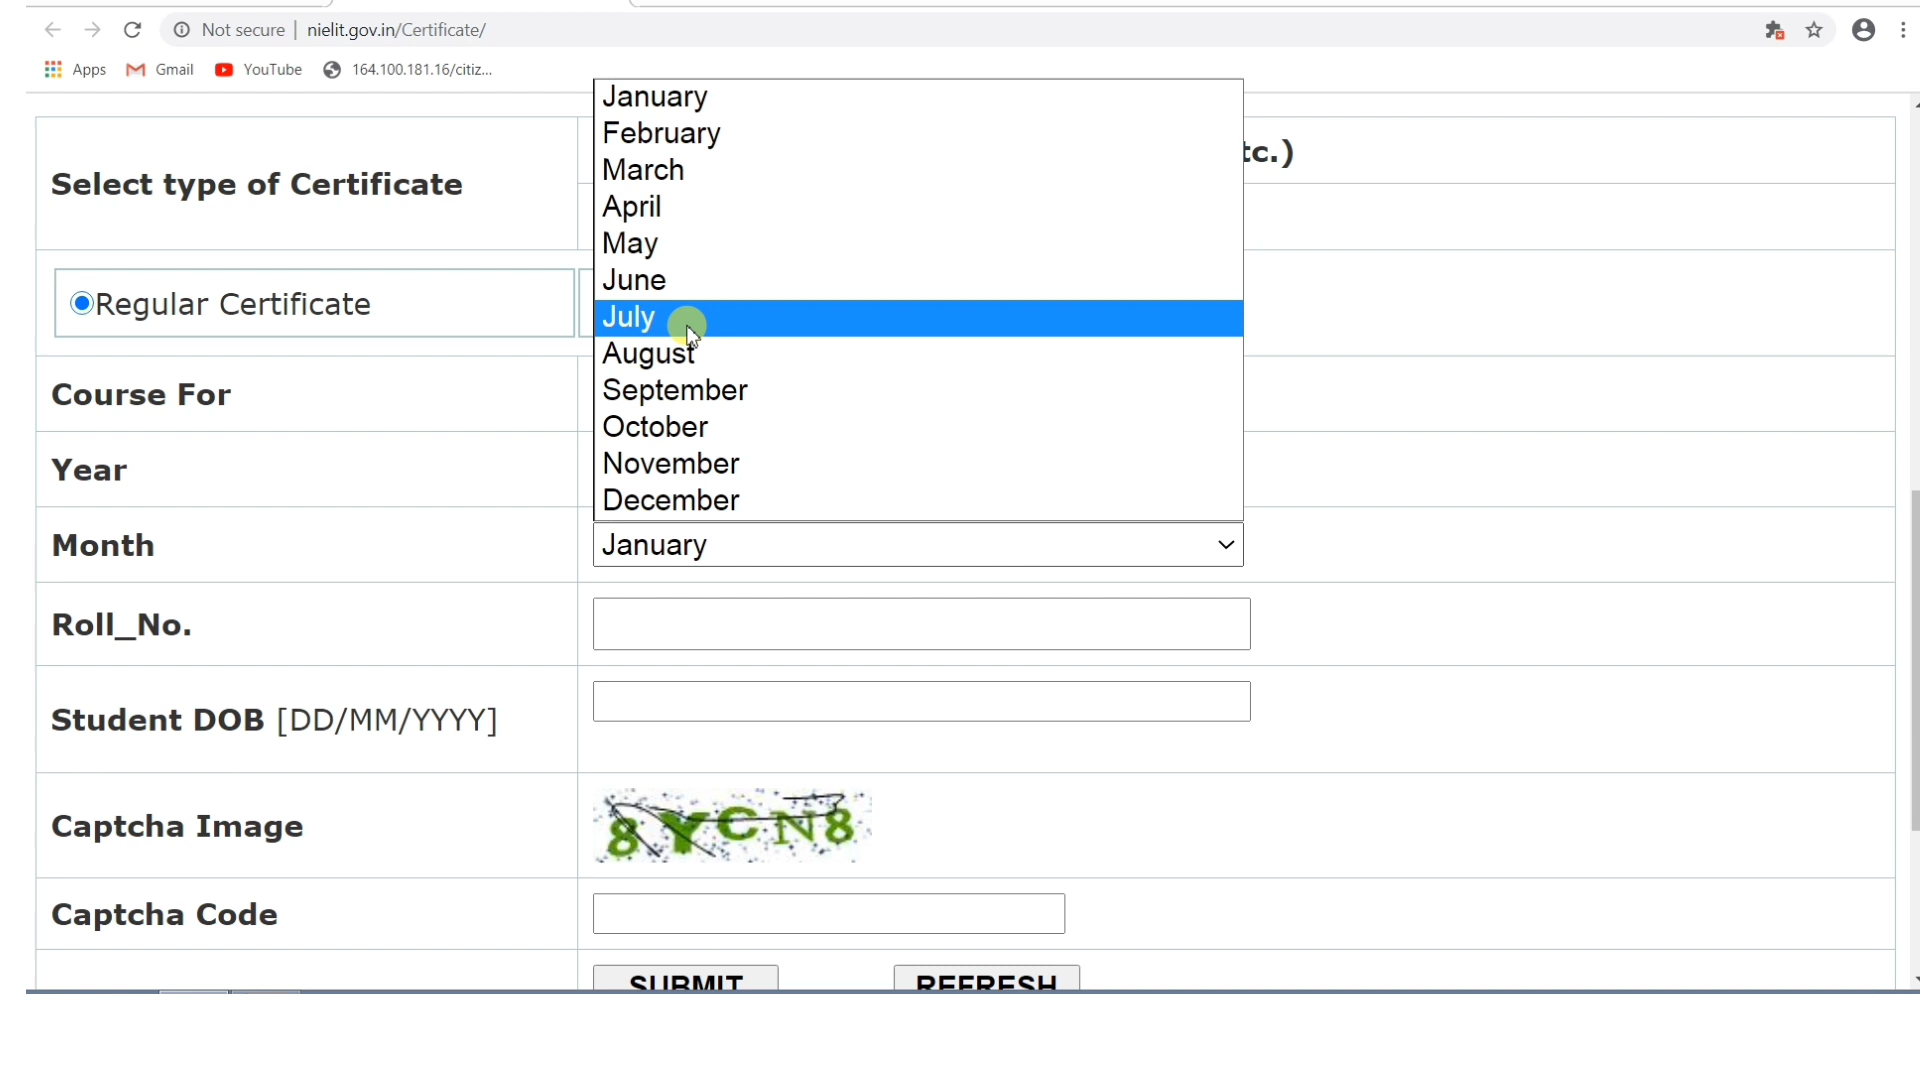 Not secure | nielit.gov.in/Certificate/
Apps Gmail YouTube 164.100.181.16/citiz...
Select type of Certificate
tc.)
Regular Certificate
Course For
Year
January
February
March
April
May
June
July
August
September
October
November
December
Month January
Roll_No.
Student DOB [DD/MM/YYYY]
Captcha Image 8YCN8
Captcha Code
SUBMIT REFRESH